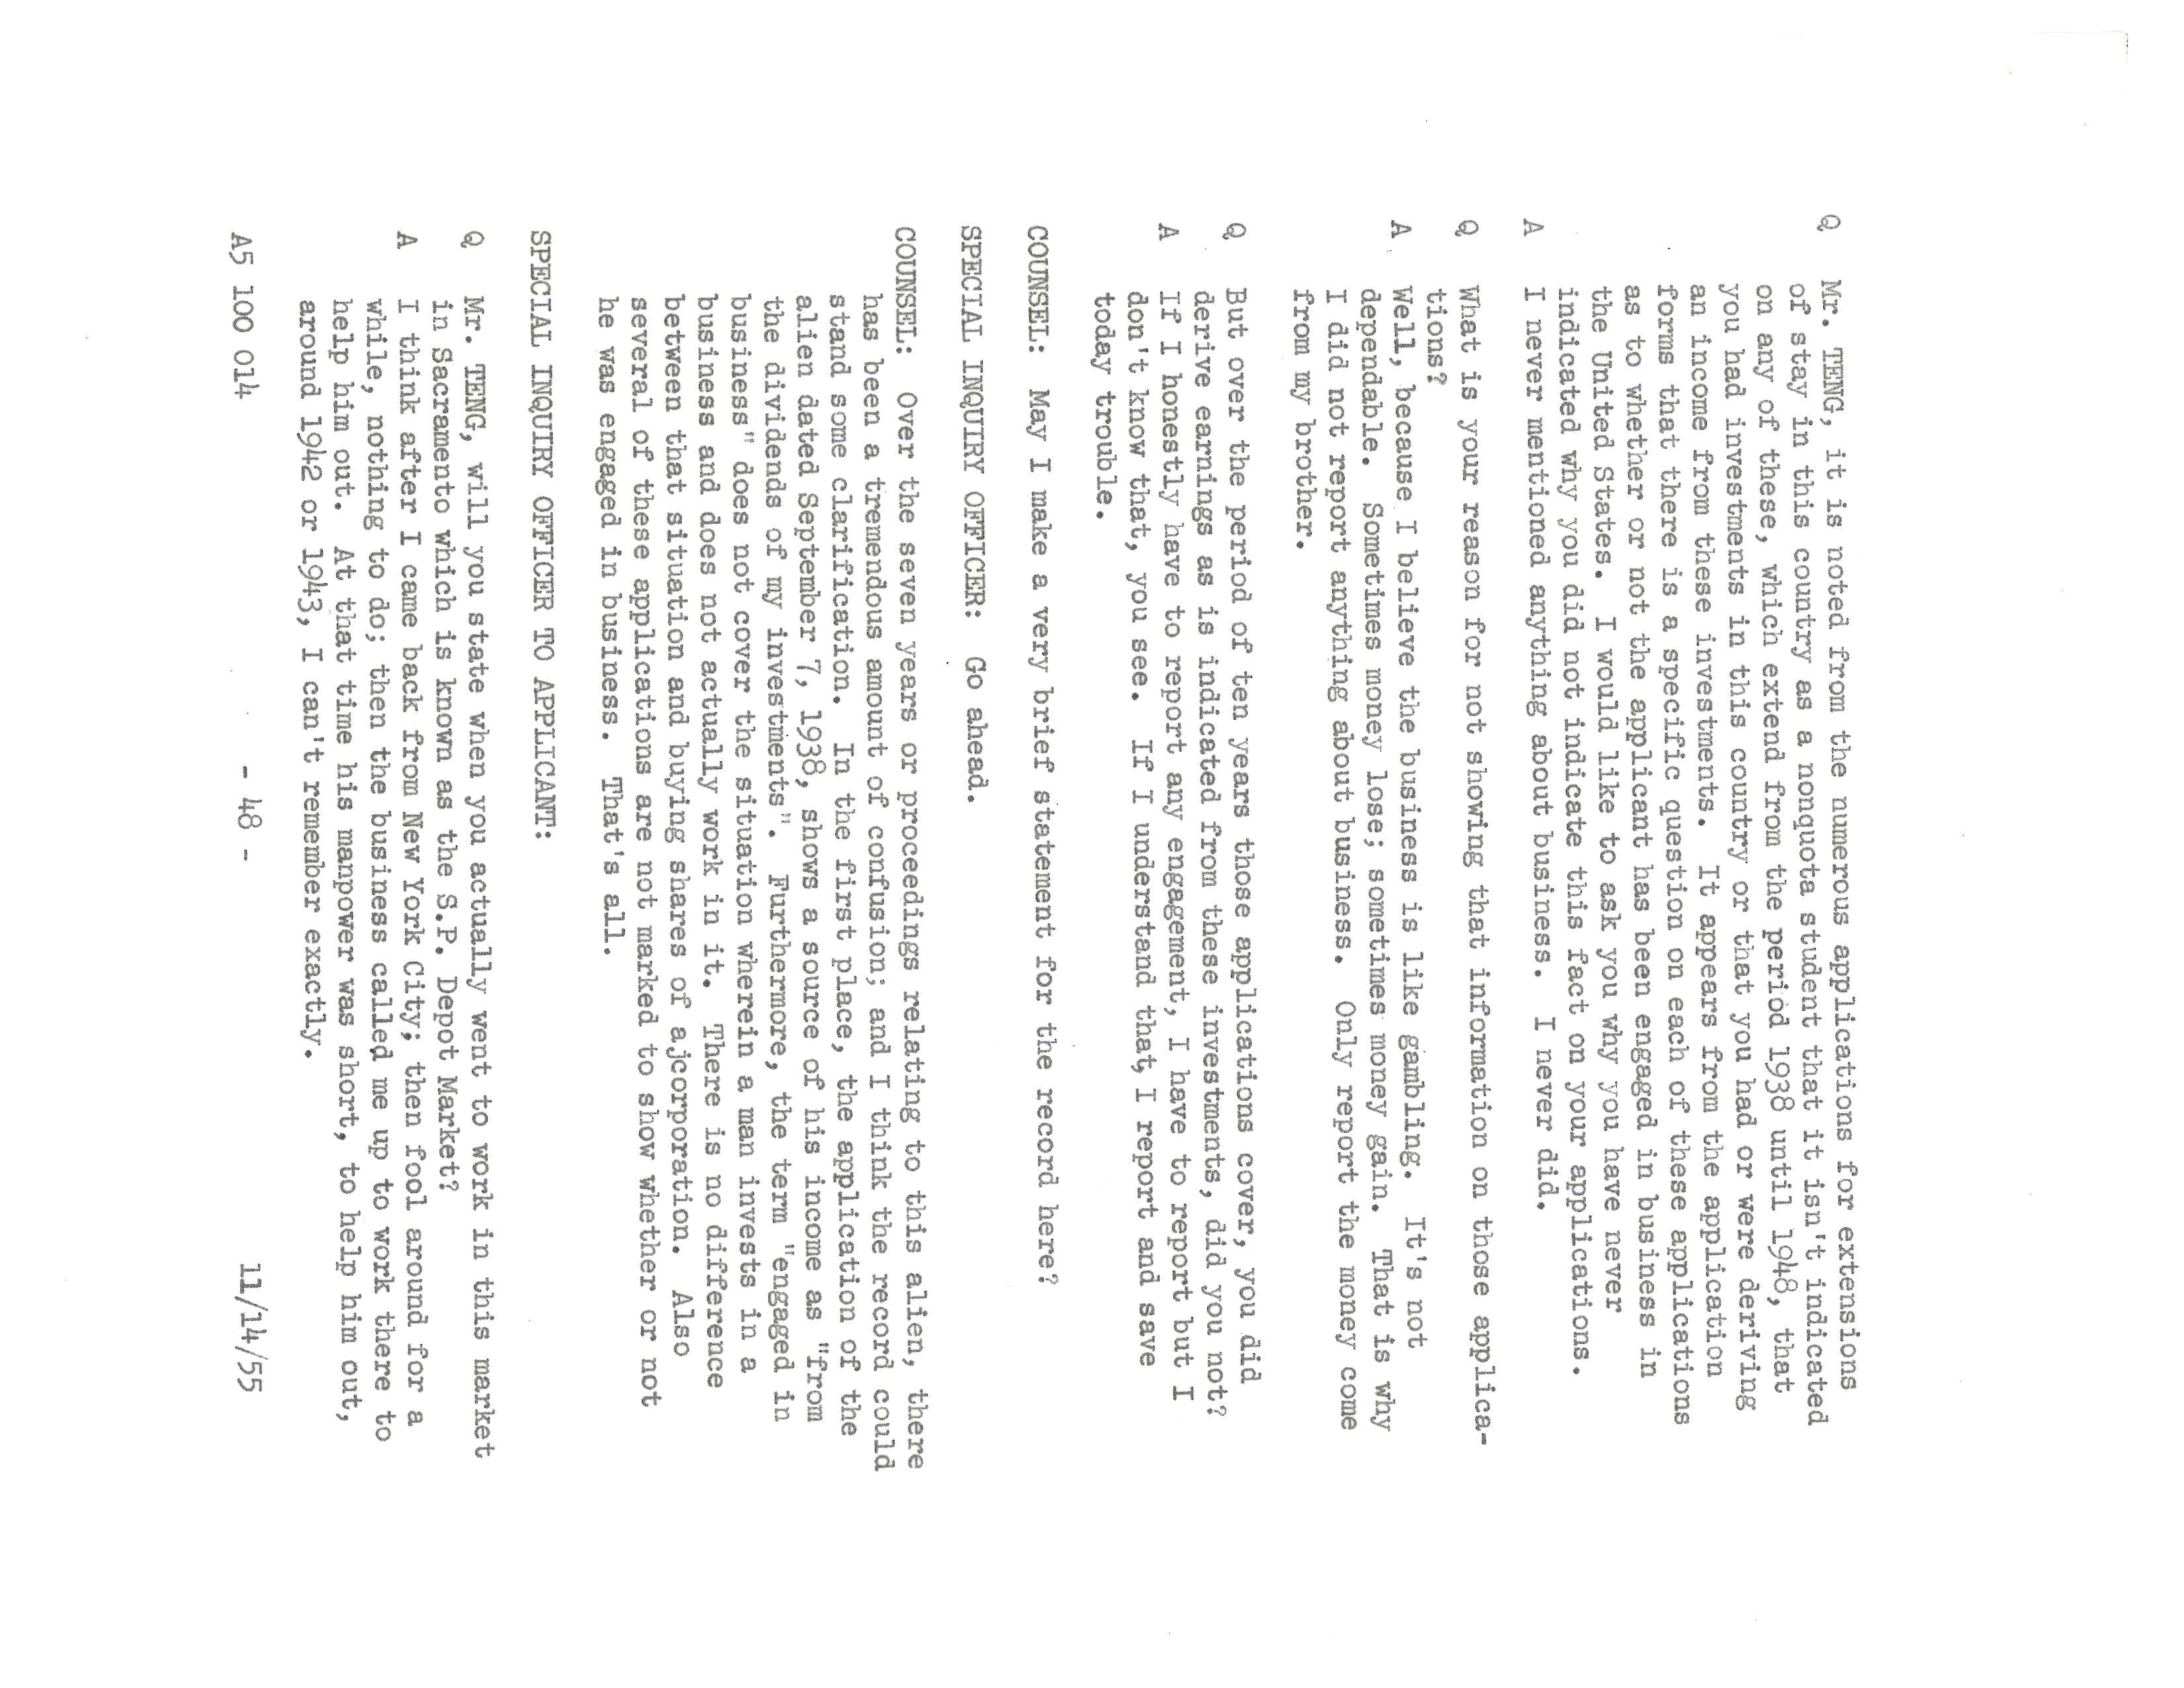 Q Mr. TENG, it is noted from the numerous applications for extensions
of stay in this country as a nonquota student that it isn't indicated
on any of these, which extend from the period 1938 until 1948, that
you had investments in this country or that you had or were deriving
an income from these investments. It appears from the application
forms that there is a specific question on each of these applications
as to whether or not the applicant has been engaged in business in
the United States. I would like to ask you why you have never
indicated why you did not indicate this fact on your applications.
A I never mentioned anything about business. I never did.
Q What is your reason for not showing that information on those applica-
tions?
A Well, because I believe the business is like gambling. It's not
dependable. Sometimes money lose; sometimes money gain. That is why
I did not report anything about business. Only report the money come
from my brother.
Q But over the period of ten years those applications cover, you did
derive earnings as is indicated from these investments, did you not?
A If I honestly have to report any engagement, I have to report but I
don't know that, you see. If I understand that, I report and save
today trouble.
COUNSEL: May I make a very brief statement for the record here?
SPECIAL INQUIRY OFFICER: Go ahead.
COUNSEL: Over the seven years or proceedings relating to this alien, there
has been a tremendous amount of confusion; and I think the record could
stand some clarification. In the first place, the application of the
alien dated September 7, 1938, shows a source of his income as "from
the dividends of my investments". Furthermore, the term "engaged in
business" does not cover the situation wherein a man invests in a
business and does not actually work in it. There is no difference
between that situation and buying shares of ajcorporation. Also
several of these applications are not marked to show whether or not
he was engaged in business. That's all.
SPECIAL INQUIRY OFFICER TO APPLICANT:
Q Mr. TENG, will you state when you actually went to work in this market
in Sacramento which is known as the S.P. Depot Market?
A I think after I came back from New York City; then fool around for a
while, nothing to do; then the business called me up to work there to
help him out. At that time his manpower was short, to help him out,
around 1942 or 1943, I can't remember exactly.
A5 100 014 - 48 - 11/14/55